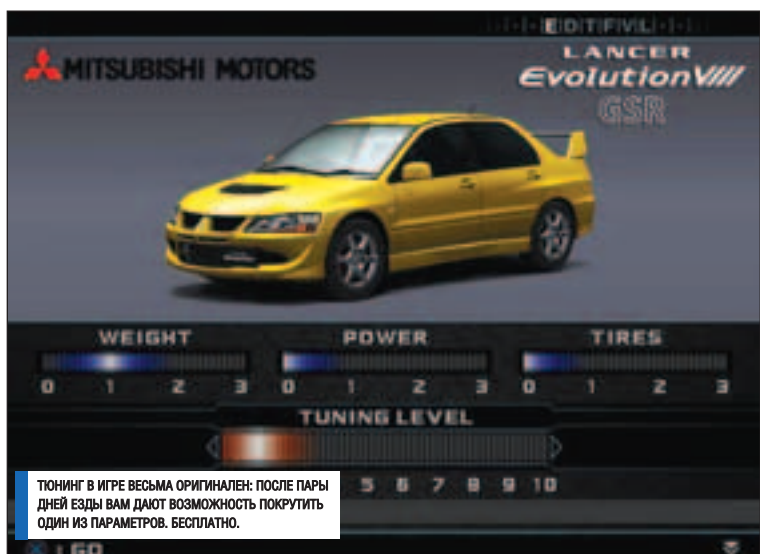 EDITFVL
MITSUBISHI MOTORS
LANCER
Evolution VIII
GSR
WEIGHT POWER TIRES
0 1 2 3 0 1 2 3 0 1 2 3
TUNING LEVEL
5 6 7 8 9 10
ТЮНИНГ В ИГРЕ ВЕСЬМА ОРИГИНАЛЕН: ПОСЛЕ ПАРЫ
ДНЕЙ ЕЗДЫ ВАМ ДАЮТ ВОЗМОЖНОСТЬ ПОКРУТИТЬ
ОДИН ИЗ ПАРАМЕТРОВ. БЕСПЛАТНО.
: GO